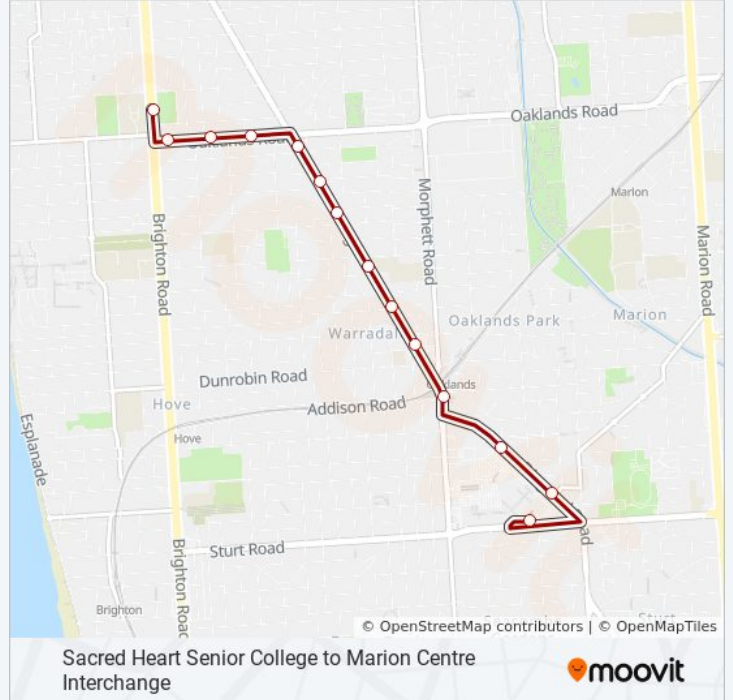 Oaklands Road
Marion
Morphett Road
Brighton Road
Marion Road
Oaklands Park
Marion
Dunrobin Road
Hove
Addison Road
Hove
Esplanade
Sturt Road
Brighton Road
Brighton
© OpenStreetMap contributors | © OpenMapTiles
Sacred Heart Senior College to Marion Centre
Interchange
moovit